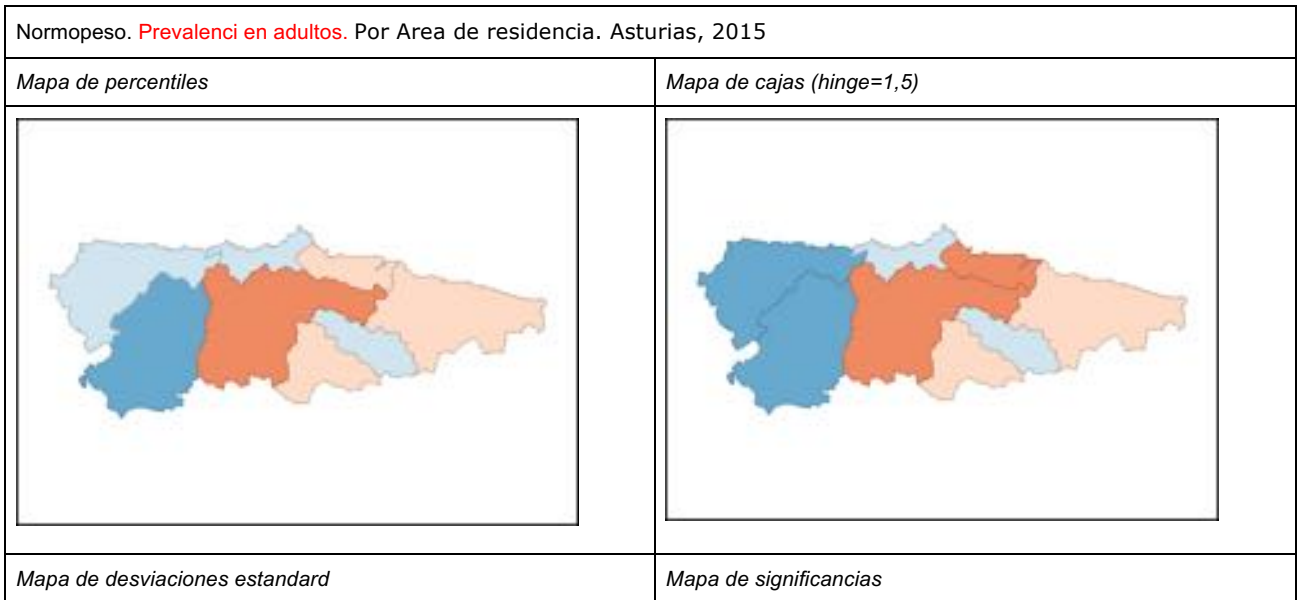 Normopeso. Prevalenci en adultos. Por Area de residencia. Asturias, 2015
Mapa de percentiles
Mapa de cajas (hinge=1,5)
Mapa de desviaciones estandard
Mapa de significancias